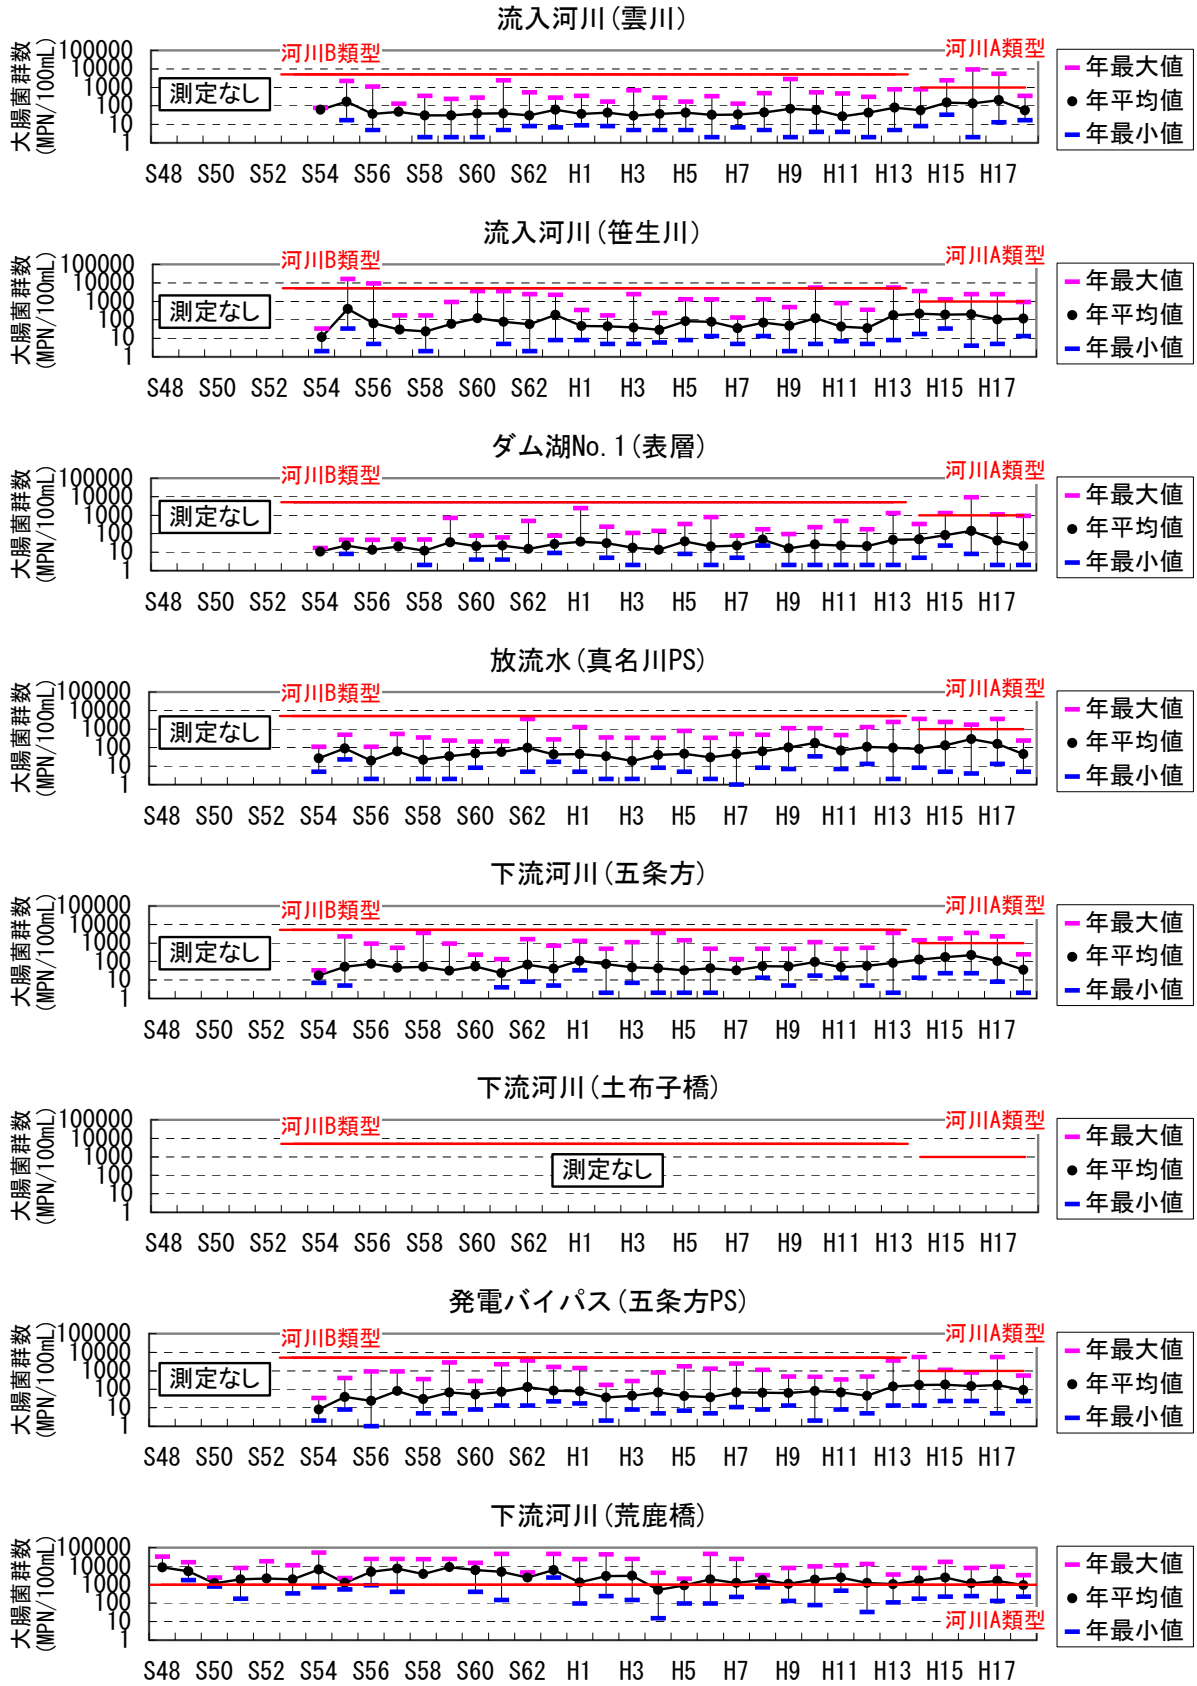 流入河川(雲川)
大腸菌群数
(MPN/100mL)
100000
10000
1000
100
10
1
河川B類型
河川A類型
測定なし
年最大値
年平均値
年最小値
S48 S50 S52 S54 S56 S58 S60 S62 H1 H3 H5 H7 H9 H11 H13 H15 H17
流入河川(笹生川)
大腸菌群数
(MPN/100mL)
100000
10000
1000
100
10
1
河川B類型
河川A類型
測定なし
年最大値
年平均値
年最小値
S48 S50 S52 S54 S56 S58 S60 S62 H1 H3 H5 H7 H9 H11 H13 H15 H17
ダム湖No.1(表層)
大腸菌群数
(MPN/100mL)
100000
10000
1000
100
10
1
河川B類型
河川A類型
測定なし
年最大値
年平均値
年最小値
S48 S50 S52 S54 S56 S58 S60 S62 H1 H3 H5 H7 H9 H11 H13 H15 H17
放流水(真名川PS)
大腸菌群数
(MPN/100mL)
100000
10000
1000
100
10
1
河川B類型
河川A類型
測定なし
年最大値
年平均値
年最小値
S48 S50 S52 S54 S56 S58 S60 S62 H1 H3 H5 H7 H9 H11 H13 H15 H17
下流河川(五条方)
大腸菌群数
(MPN/100mL)
100000
10000
1000
100
10
1
河川B類型
河川A類型
測定なし
年最大値
年平均値
年最小値
S48 S50 S52 S54 S56 S58 S60 S62 H1 H3 H5 H7 H9 H11 H13 H15 H17
下流河川(土布子橋)
大腸菌群数
(MPN/100mL)
100000
10000
1000
100
10
1
河川B類型
河川A類型
測定なし
年最大値
年平均値
年最小値
S48 S50 S52 S54 S56 S58 S60 S62 H1 H3 H5 H7 H9 H11 H13 H15 H17
発電バイパス(五条方PS)
大腸菌群数
(MPN/100mL)
100000
10000
1000
100
10
1
河川B類型
河川A類型
測定なし
年最大値
年平均値
年最小値
S48 S50 S52 S54 S56 S58 S60 S62 H1 H3 H5 H7 H9 H11 H13 H15 H17
下流河川(荒鹿橋)
大腸菌群数
(MPN/100mL)
100000
10000
1000
100
10
1
河川A類型
年最大値
年平均値
年最小値
S48 S50 S52 S54 S56 S58 S60 S62 H1 H3 H5 H7 H9 H11 H13 H15 H17